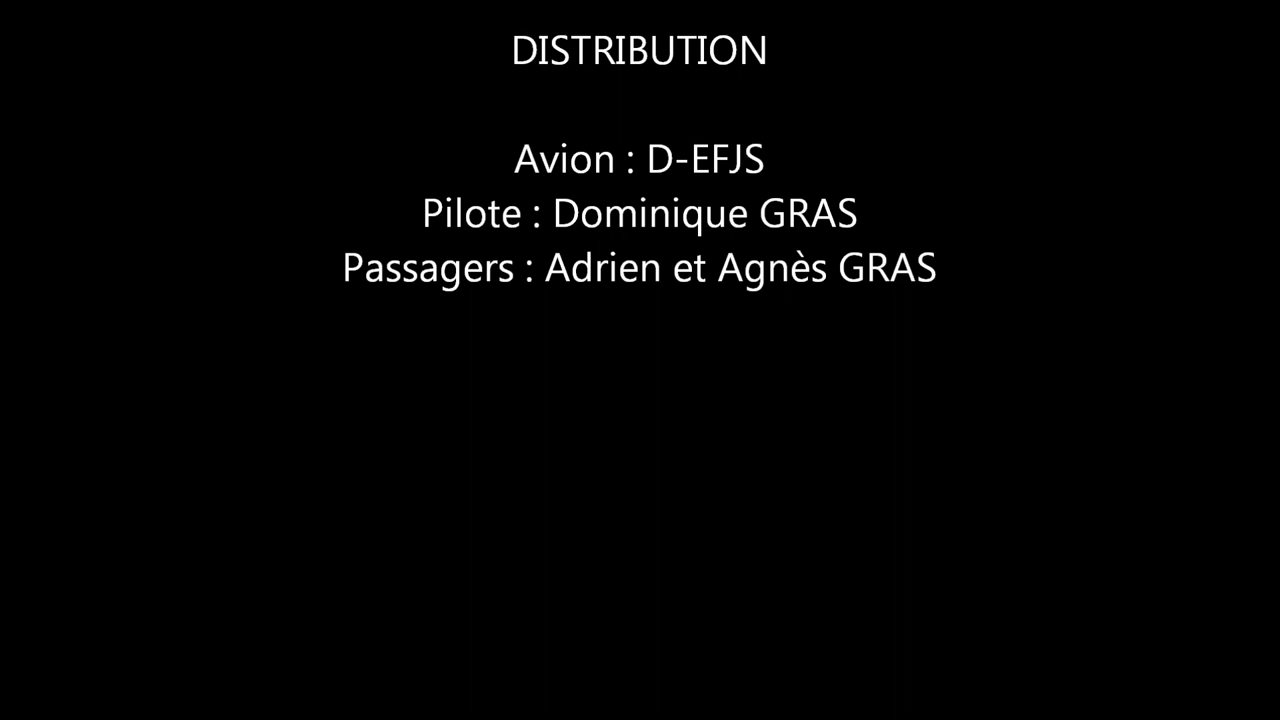 DISTRIBUTION
Avion : D-EFJS
Pilote : Dominique GRAS
Passagers : Adrien et Agnès GRAS